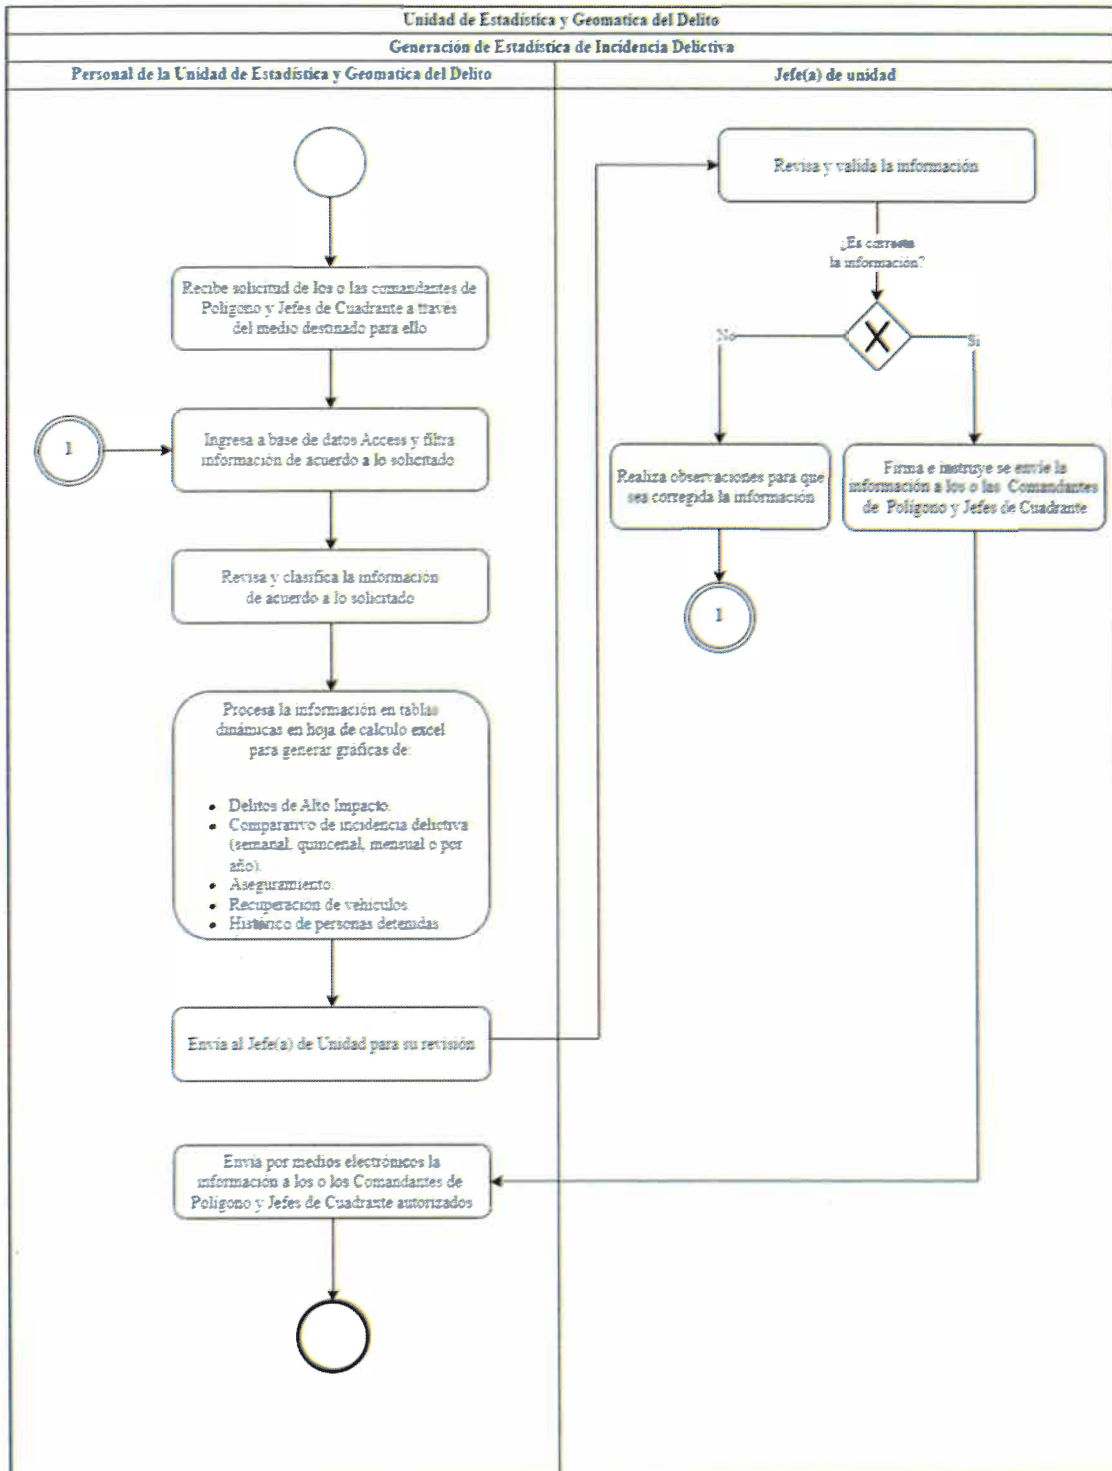 Unidad de Estadística y Geomatica del Delito
Generación de Estadística de Incidencia Delictiva
Personal de la Unidad de Estadística y Geomatica del Delito
Jefe(a) de unidad
Recibe solicitud de los o las comandantes de
Polígono y Jefes de Cuadrante a través
del medio destinado para ello
1
Ingresa a base de datos Access y filtra
información de acuerdo a lo solicitado
Revisa y clasifica la información
de acuerdo a lo solicitado
Procesa la información en tablas
dinámicas en hoja de calculo excel
para generar gráficas de:
• Delitos de Alto Impacto.
• Comparativo de incidencia delictiva
(semanal, quincenal, mensual o por
año).
• Aseguramiento.
• Recuperacion de vehículos
• Histórico de personas detenidas
Envía al Jefe(a) de Unidad para su revisión
Envía por medios electrónicos la
información a los o los Comandantes de
Polígono y Jefes de Cuadrante autorizados
Revisa y valida la información
¿Es correcta
la información?
No
Si
Realiza observaciones para que
sea corregida la información
Firma e instruye se envíe la
información a los o las Comandantes
de Polígono y Jefes de Cuadrante
1